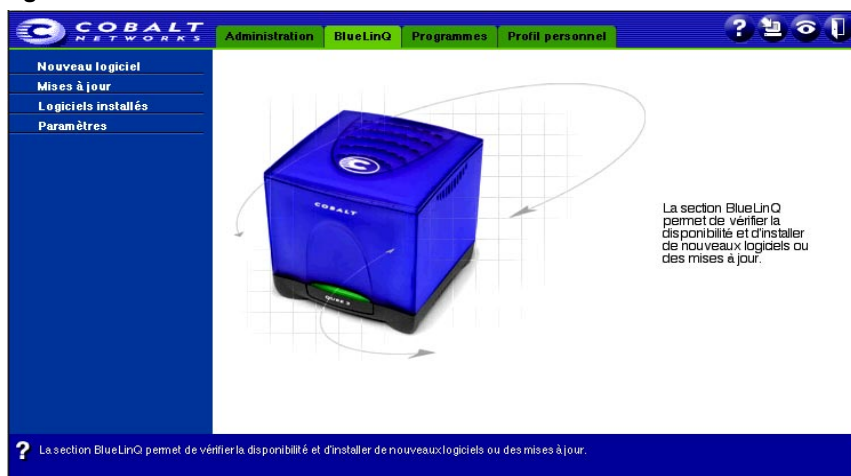 COBALT
NETWORKS
Administration
BlueLinQ
Programmes
Profil personnel
?
Nouveau logiciel
Mises à jour
Logiciels installés
Paramètres
COBALT
QUBE 3
La section BlueLinQ
permet de vérifier la
disponibilité et d'installer
de nouveaux logiciels ou
des mises à jour.
? La section BlueLinQ permet de vérifier la disponibilité et d'installer de nouveaux logiciels ou des mises à jour.